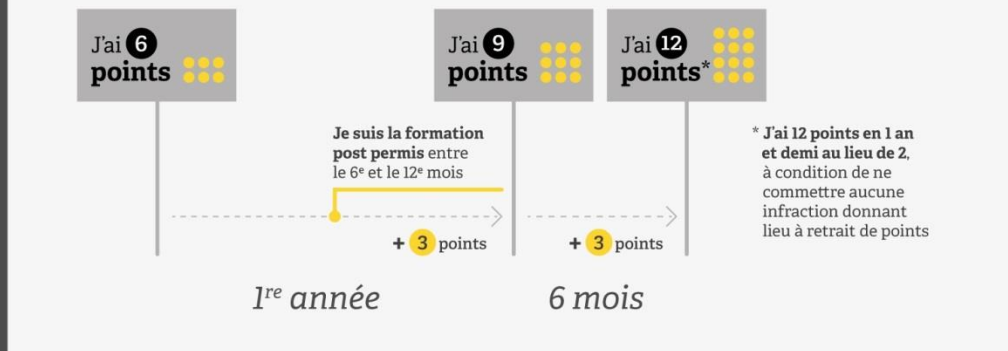 J'ai 6
points
J'ai 9
points
J'ai 12
points*
Je suis la formation
post permis entre
le 6e et le 12e mois
+ 3 points
+ 3 points
* J'ai 12 points en 1 an
et demi au lieu de 2,
à condition de ne
commettre aucune
infraction donnant
lieu à retrait de points
1re année
6 mois